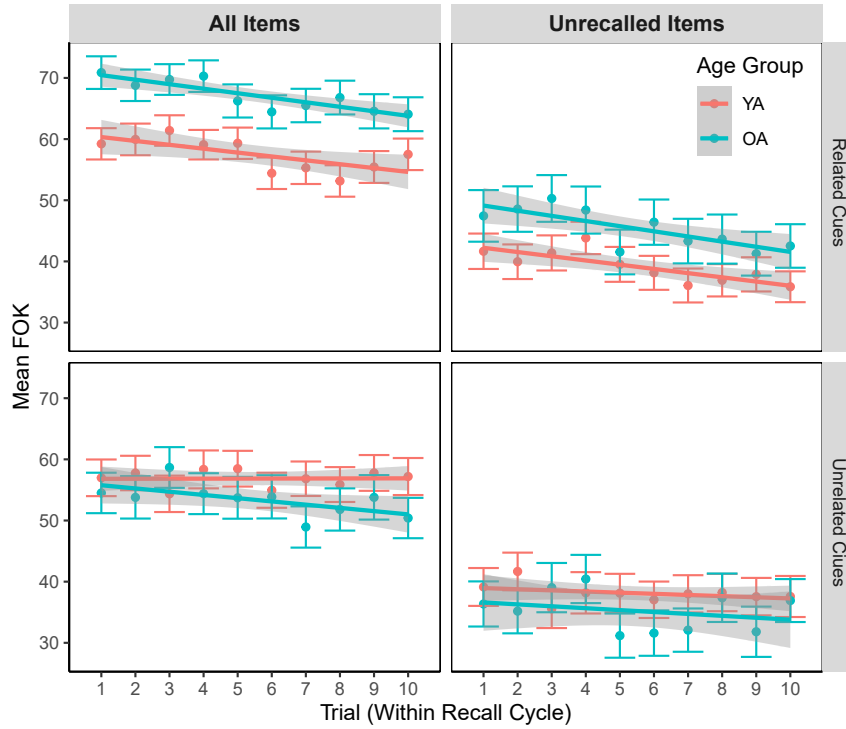 All Items
Unrecalled Items
70
60
50
40
30
Age Group
YA
OA
Related Cues
Mean FOK
70
60
50
40
30
Unrelated Ciues
1 2 3 4 5 6 7 8 9 10
1 2 3 4 5 6 7 8 9 10
Trial (Within Recall Cycle)